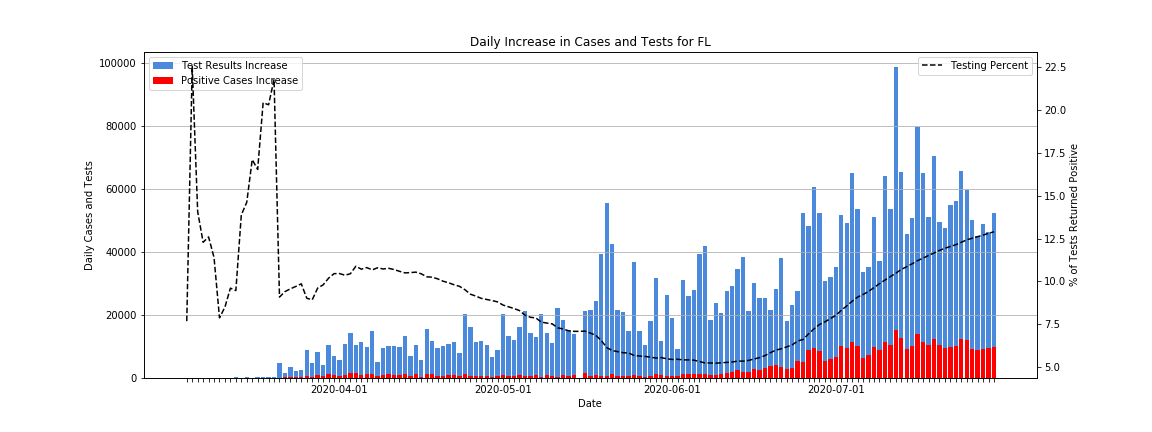 Daily Increase in Cases and Tests for FL
Test Results Increase
Positive Cases Increase
Testing Percent
100000
80000
60000
40000
20000
0
Daily Cases and Tests
22.5
20.0
17.5
15.0
12.5
10.0
7.5
5.0
% of Tests Returned Positive
2020-04-01
2020-05-01
2020-06-01
2020-07-01
Date